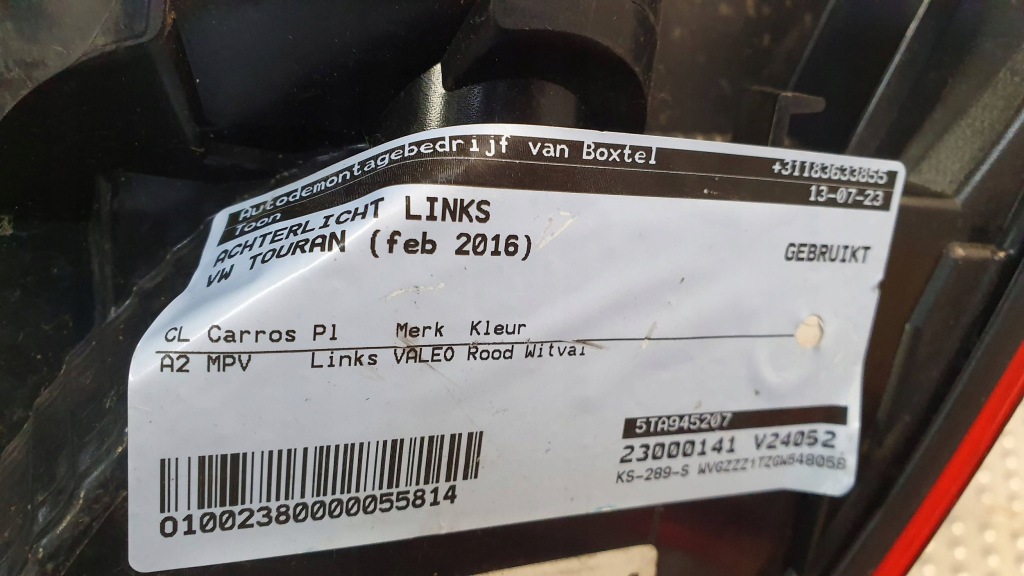 Autodemontagebedrijf van Boxtel +31183633855
Toon 13-07-23
ACHTERLICHT LINKS
VW TOURAN (feb 2016) GEBRUIKT
CL Carros Pl Merk Kleur
A2 MPV Links VALEO Rood Witval
5TA945207
23000141 V24052
KS-289-S WVGZZZ1TZGW548058
O1002380000055814